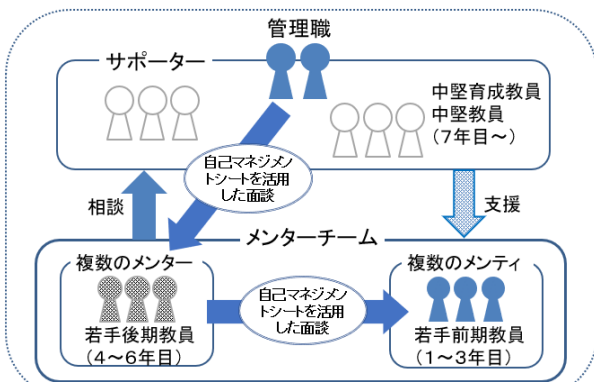 管理職
サポーター
中堅育成教員
中堅教員
（7年目～）
自己マネジメン
トシートを活用
した面談
相談
支援
メンターチーム
複数のメンター
若手後期教員
（4～6年目）
自己マネジメン
トシートを活用
した面談
複数のメンティ
若手前期教員
（1～3年目）